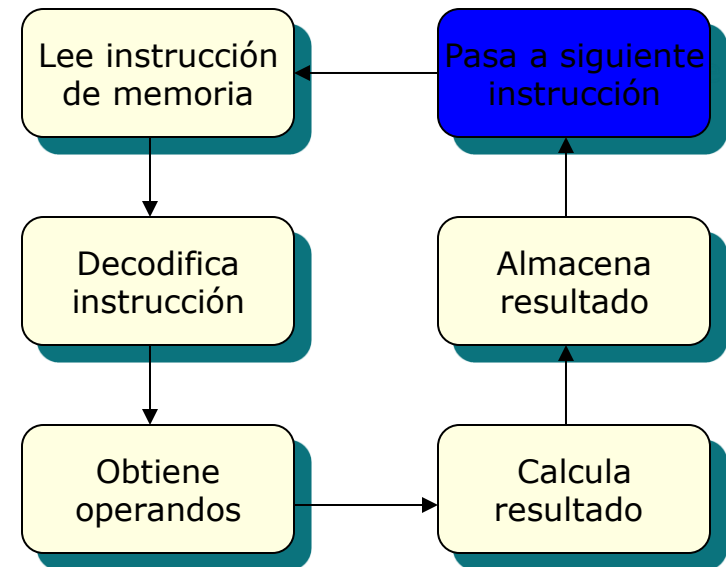 Lee instrucción
de memoria
Pasa a siguiente
instrucción
Decodifica
instrucción
Almacena
resultado
Obtiene
operandos
Calcula
resultado